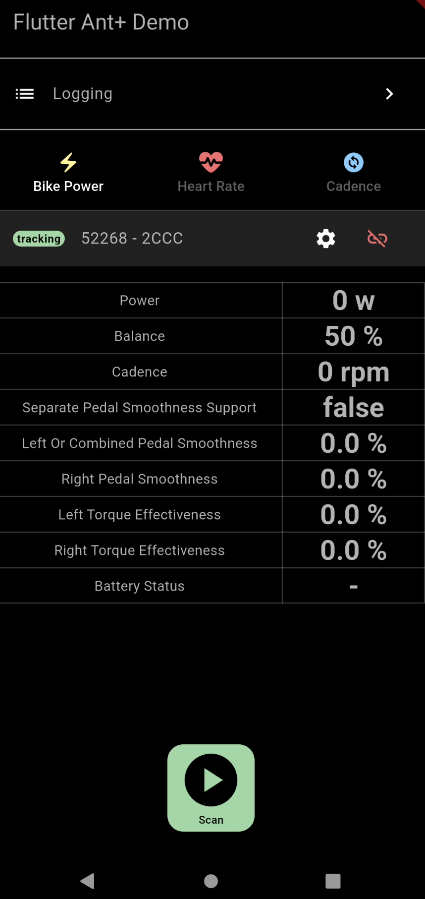 Flutter Ant+ Demo
Logging
Bike Power Heart Rate Cadence
tracking 52268 - 2CCC
Power 0 w
Balance 50 %
Cadence 0 rpm
Separate Pedal Smoothness Support false
Left Or Combined Pedal Smoothness 0.0 %
Right Pedal Smoothness 0.0 %
Left Torque Effectiveness 0.0 %
Right Torque Effectiveness 0.0 %
Battery Status -
Scan